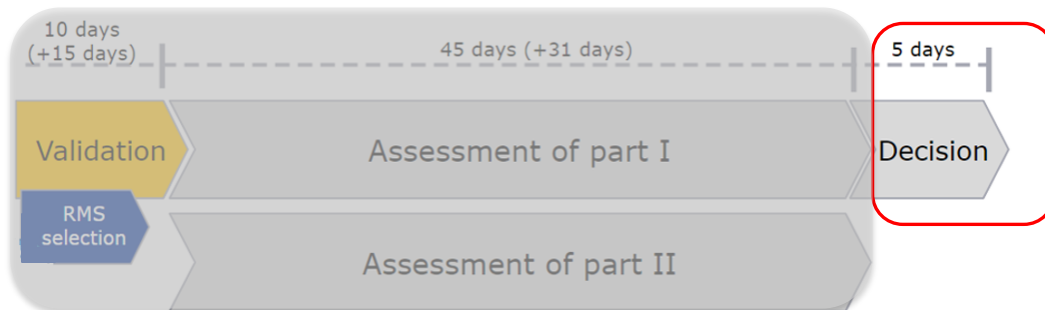 10 days
(+15 days)
45 days (+31 days)
5 days
Validation
Assessment of part I
Decision
RMS
selection
Assessment of part II